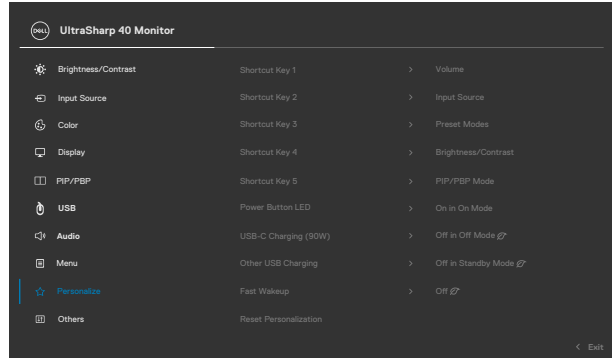 DELL UltraSharp 40 Monitor
Brightness/Contrast Shortcut Key 1 > Volume
Input Source Shortcut Key 2 > Input Source
Color Shortcut Key 3 > Preset Modes
Display Shortcut Key 4 > Brightness/Contrast
PIP/PBP Shortcut Key 5 > PIP/PBP Mode
USB Power Button LED > On in On Mode
Audio USB-C Charging (90W) > Off in Off Mode
Menu Other USB Charging > Off in Standby Mode
Personalize Fast Wakeup > Off
Others Reset Personalization
< Exit